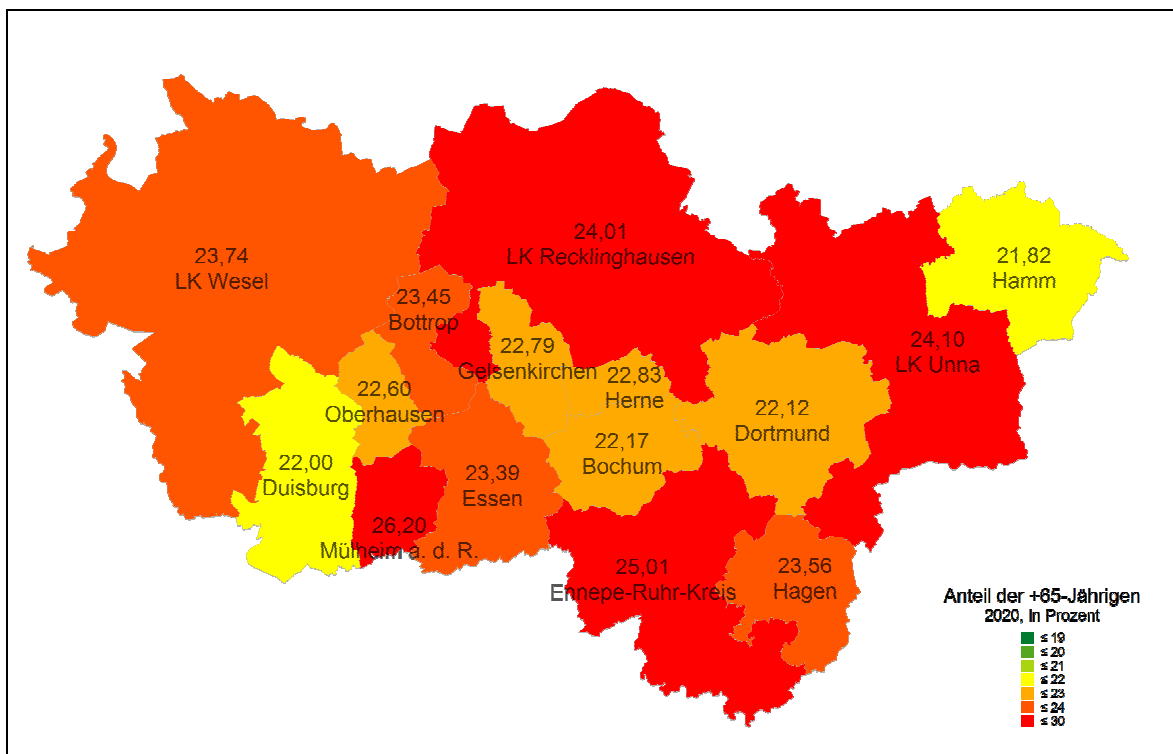 24,01
LK Recklinghausen
23,74
LK Wesel
21,82
Hamm
23,45
Bottrop
24,10
LK Unna
22,79
Gelsenkirchen
22,83
Herne
22,60
Oberhausen
22,12
Dortmund
22,17
Bochum
22,00
Duisburg
23,39
Essen
26,20
Mülheim a. d. R.
25,01
Ennepe-Ruhr-Kreis
23,56
Hagen
Anteil der +65-Jährigen
2020, in Prozent
≤ 19
≤ 20
≤ 21
≤ 22
≤ 23
≤ 24
≤ 30